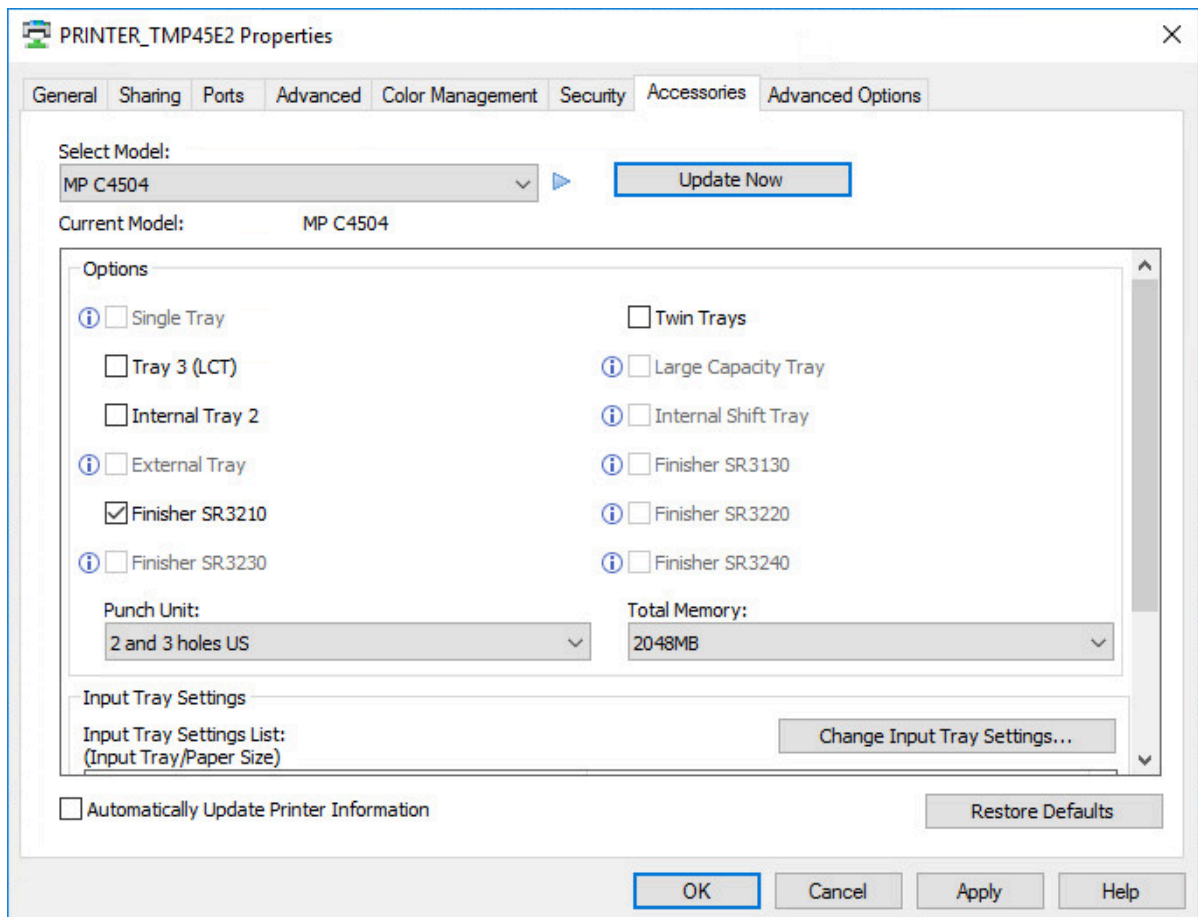 PRINTER_TMP45E2 Properties
General Sharing Ports Advanced Color Management Security Accessories Advanced Options
Select Model:
MP C4504 Update Now
Current Model: MP C4504
Options
Single Tray Twin Trays
Tray 3 (LCT) Large Capacity Tray
Internal Tray 2 Internal Shift Tray
External Tray Finisher SR3130
Finisher SR3210 Finisher SR3220
Finisher SR3230 Finisher SR3240
Punch Unit: Total Memory:
2 and 3 holes US 2048MB
Input Tray Settings
Input Tray Settings List: Change Input Tray Settings...
(Input Tray/Paper Size)
Automatically Update Printer Information Restore Defaults
OK Cancel Apply Help